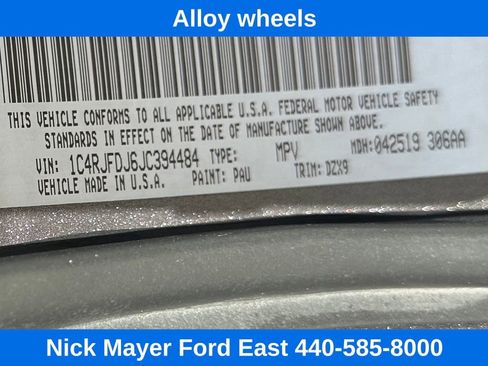 Alloy wheels
THIS VEHICLE CONFORMS TO ALL APPLICABLE U.S.A. FEDERAL MOTOR VEHICLE SAFETY
STANDARDS IN EFFECT ON THE DATE OF MANUFACTURE SHOWN ABOVE.
VIN: 1C4RJFDJ6JC394484 TYPE: MPV MDH: 042519 306AA
VEHICLE MADE IN U.S.A. PAINT: PAU TRIM: DZX9
Nick Mayer Ford East 440-585-8000